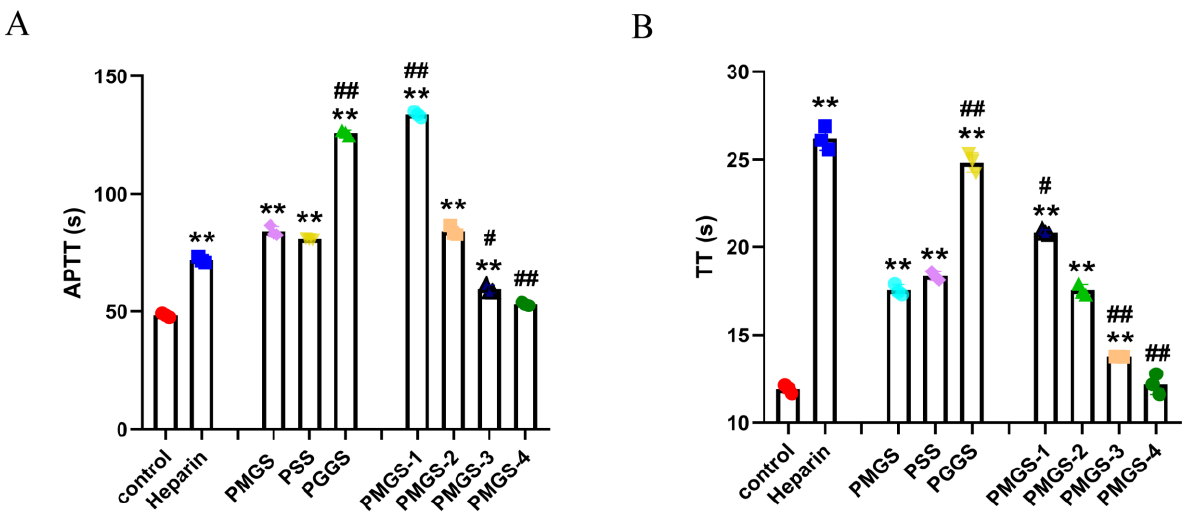 A
APTT (s)
150
100
50
0
**
**
**
##
**
##
**
**
#
**
##
control
Heparin
PMGS
PSS
PGGS
PMGS-1
PMGS-2
PMGS-3
PMGS-4
B
TT (s)
30
25
20
15
10
**
**
**
##
**
#
**
**
##
**
##
control
Heparin
PMGS
PSS
PGGS
PMGS-1
PMGS-2
PMGS-3
PMGS-4